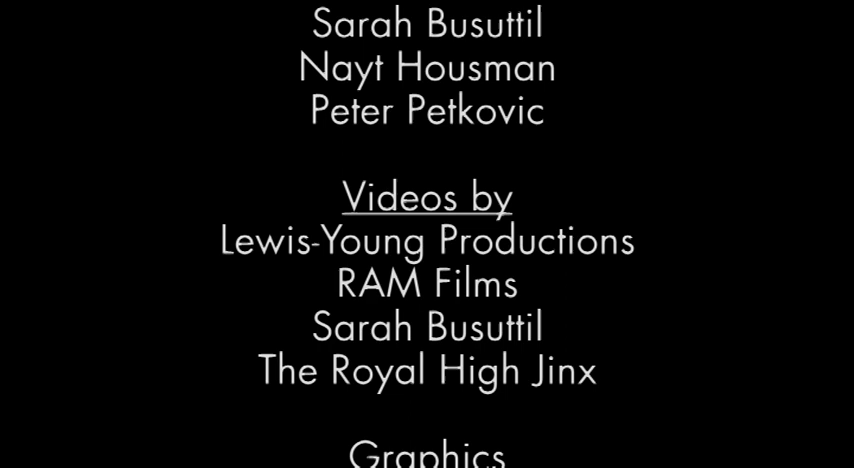 Sarah Busuttil
Nayt Housman
Peter Petkovic
Videos by
Lewis-Young Productions
RAM Films
Sarah Busuttil
The Royal High Jinx
Graphics